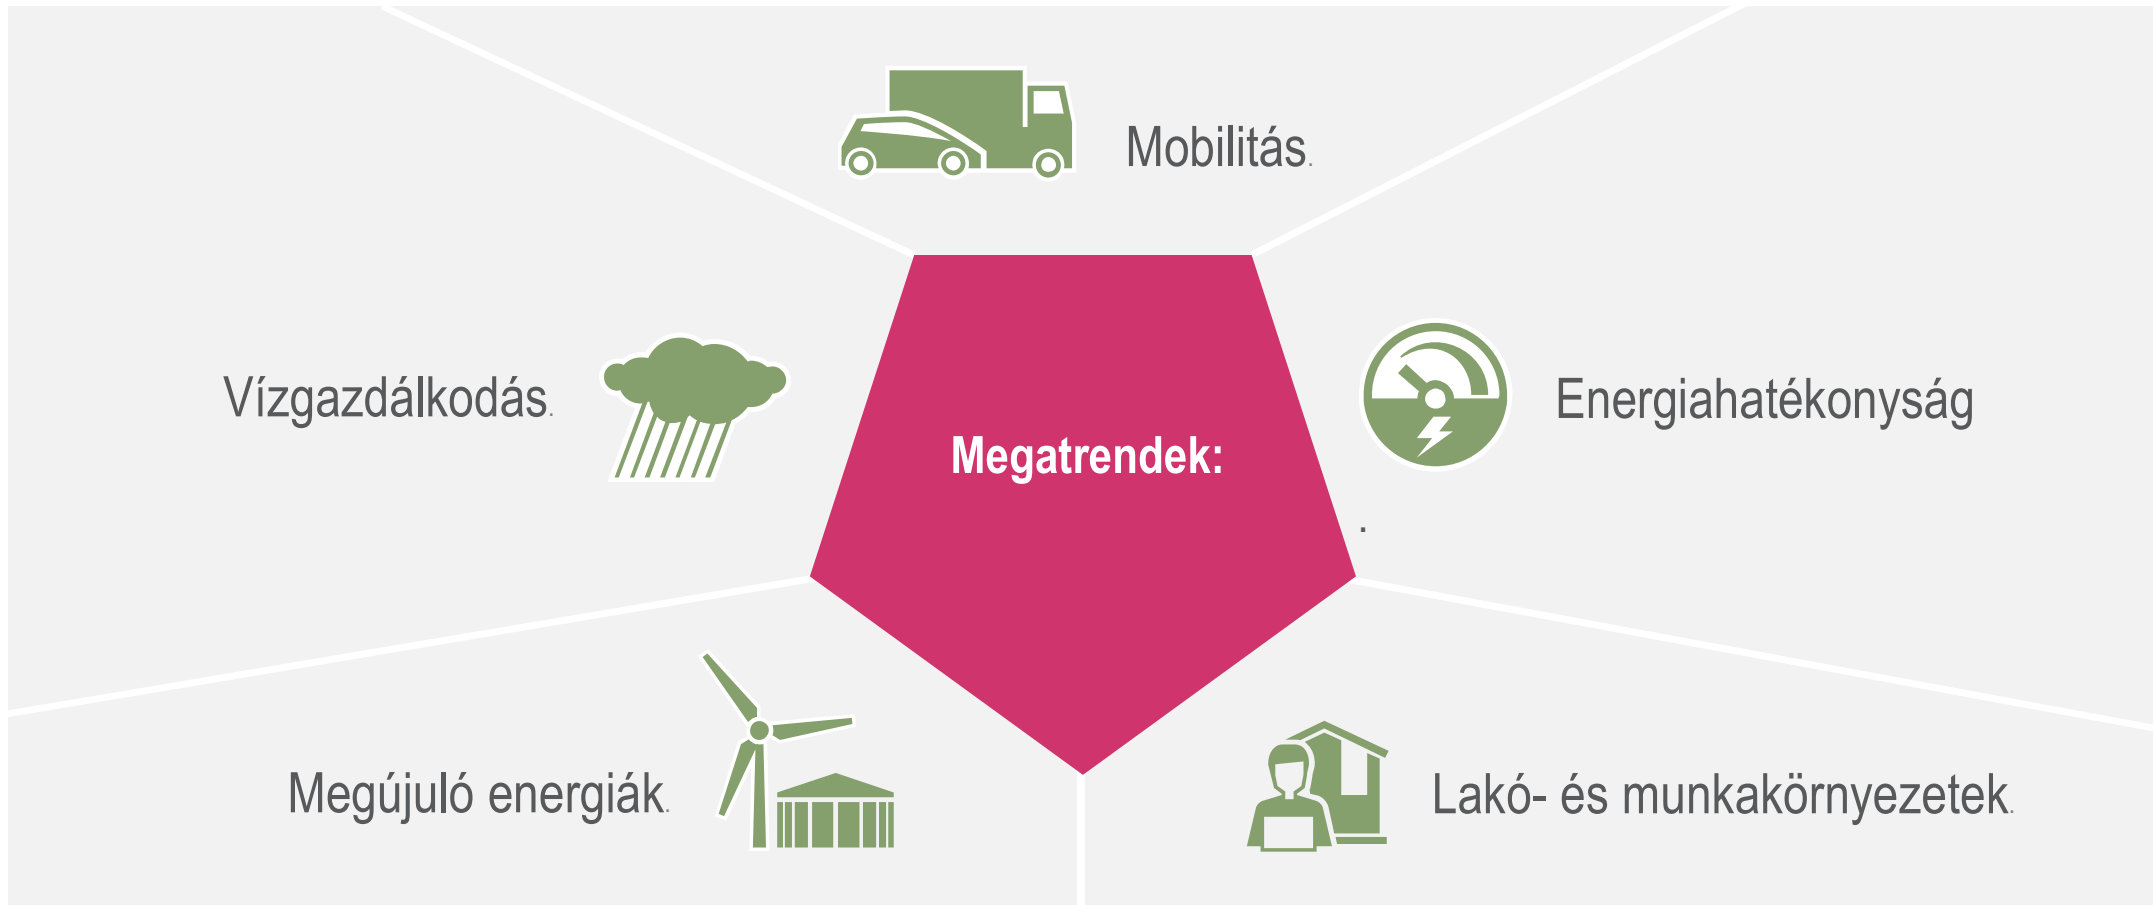 Mobilitás.
Vízgazdálkodás.
Energiahatékonyság
Megatrendek:
.
Megújuló energiák.
Lakó- és munkakörnyezetek.